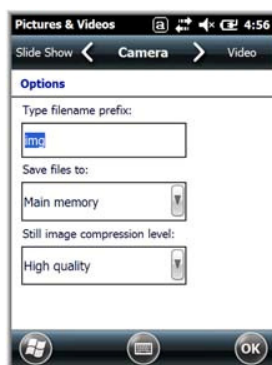 Pictures & Videos a 4:56
Slide Show Camera Video
Options
Type filename prefix:
img
Save files to:
Main memory
Still image compression level:
High quality
OK